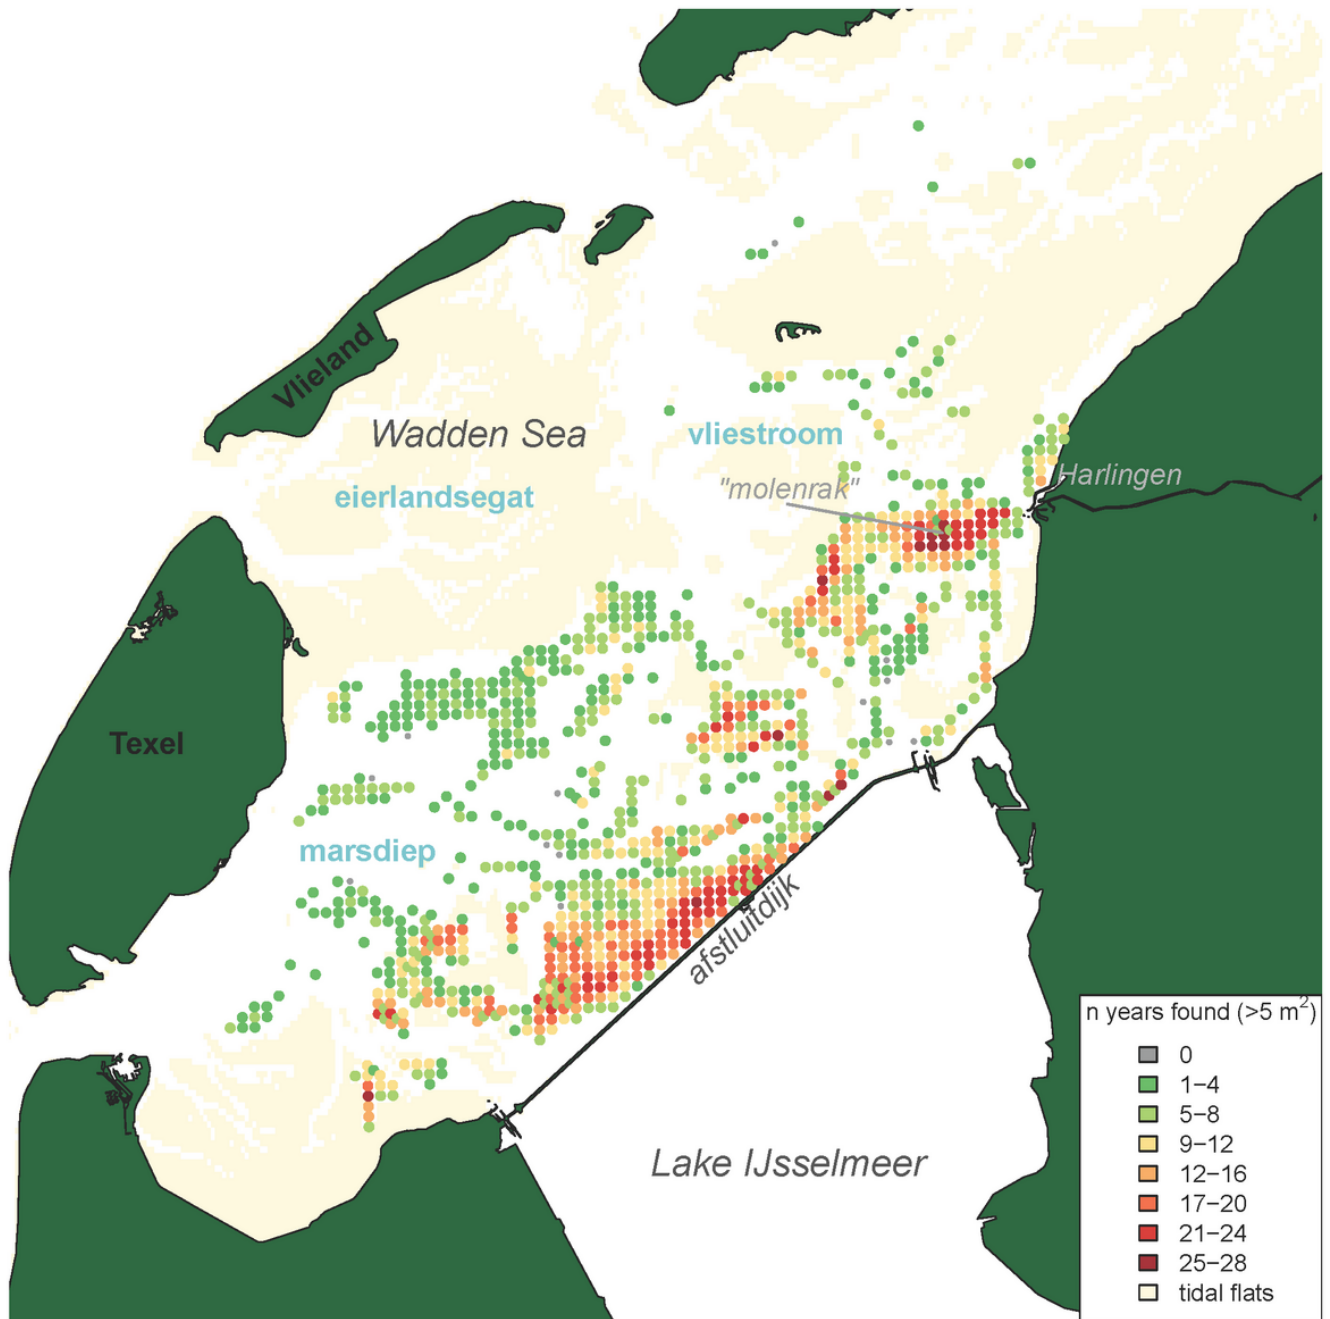 Vlieland
Wadden Sea
vliestroom
eierlandsegat
"molenrak"
Harlingen
Texel
marsdiep
afstluitdijk
Lake IJsselmeer
n years found (>5 m²)
0
1–4
5–8
9–12
12–16
17–20
21–24
25–28
tidal flats